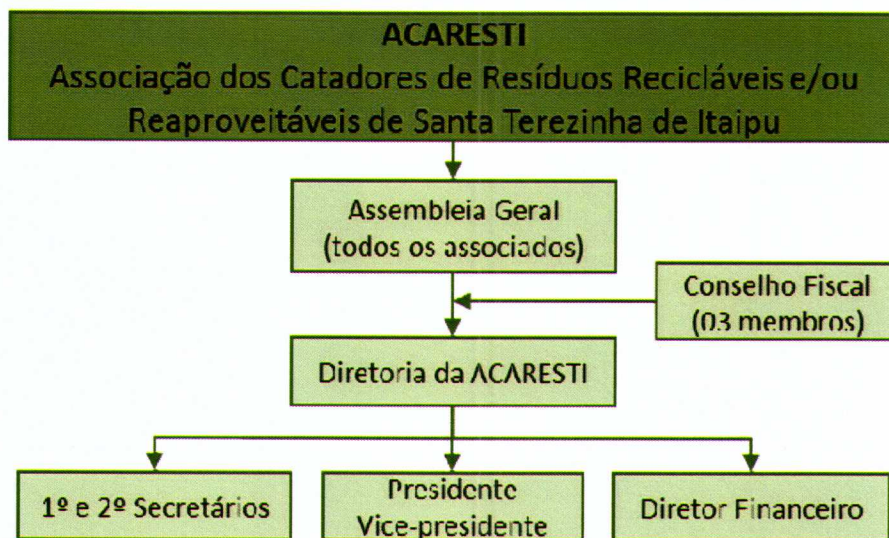 ACARESTI
Associação dos Catadores de Resíduos Recicláveis e/ou
Reaproveitáveis de Santa Terezinha de Itaipu
Assembleia Geral
(todos os associados)
Conselho Fiscal
(03 membros)
Diretoria da ACARESTI
1º e 2º Secretários
Presidente
Vice-presidente
Diretor Financeiro